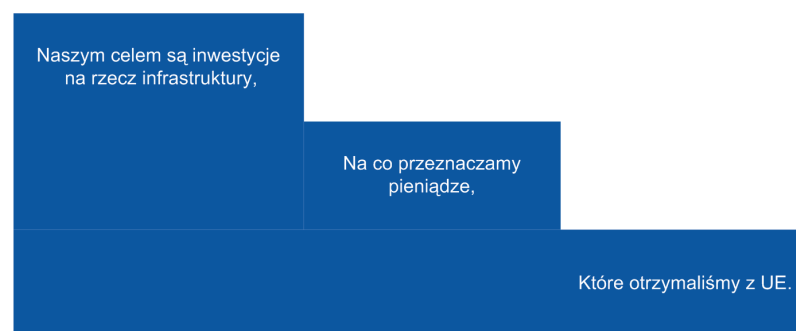 Naszym celem są inwestycje
na rzecz infrastruktury,
Na co przeznaczamy
pieniądze,
Które otrzymaliśmy z UE.